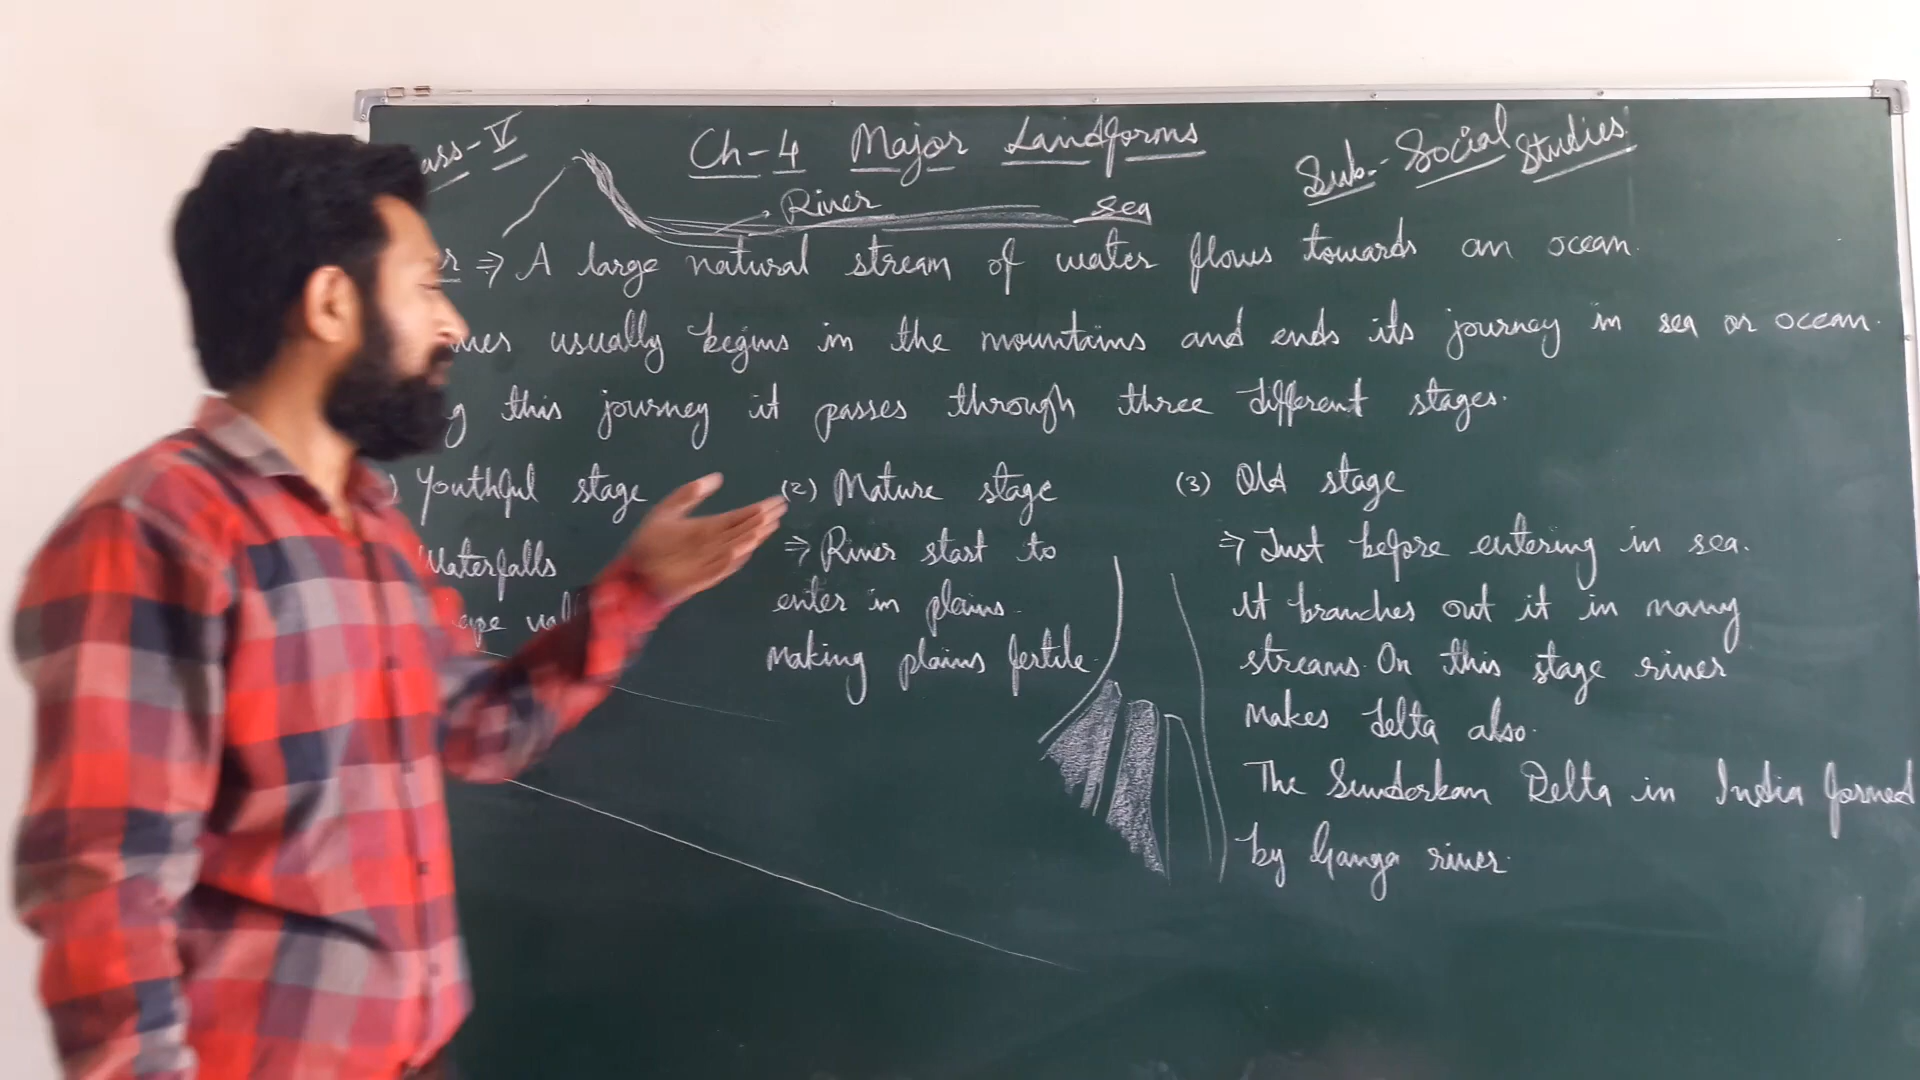 Ch-4 Major Landforms
Sub:- Social Studies
River
sea
⇒ A large natural stream of water flows towards an ocean.
usually begins in the mountains and ends its journey in sea or ocean.
this journey it passes through three different stages.
Youthful stage
Waterfalls
(2) Mature stage
⇒ River start to
enter in plains.
Making plains fertile.
(3) Old stage
⇒ Just before entering in sea.
it branches out it in many
streams. On this stage river
makes delta also.
The Sunderban Delta in India formed
by Ganga river.